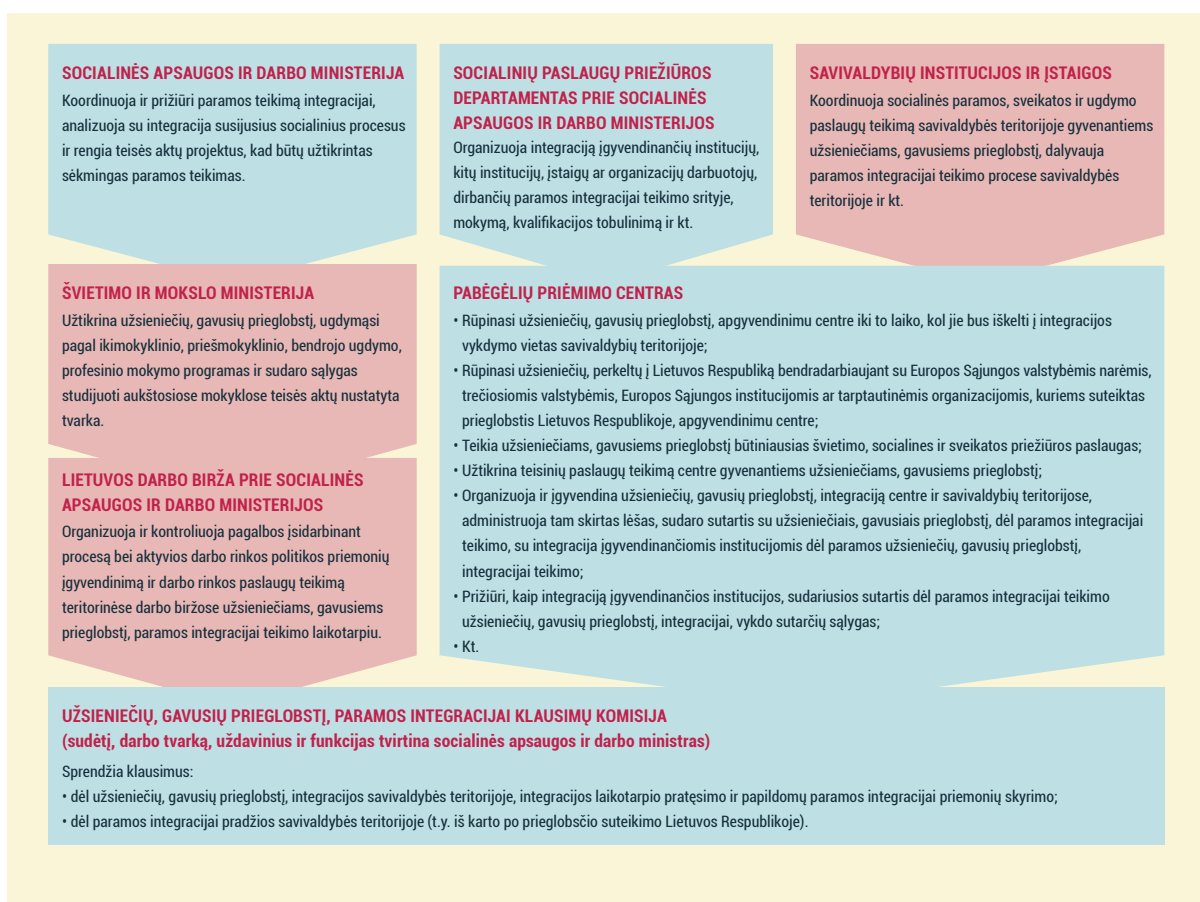 SOCIALINĖS APSAUGOS IR DARBO MINISTERIJA
Koordinuoja ir prižiūri paramos teikimą integracijai,
analizuoja su integracija susijusius socialinius procesus
ir rengia teisės aktų projektus, kad būtų užtikrintas
sėkmingas paramos teikimas.
SOCIALINIŲ PASLAUGŲ PRIEŽIŪROS
DEPARTAMENTAS PRIE SOCIALINĖS
APSAUGOS IR DARBO MINISTERIJOS
Organizuoja integraciją įgyvendinančių institucijų,
kitų institucijų, įstaigų ar organizacijų darbuotojų,
dirbančių paramos integracijai teikimo srityje,
mokymą, kvalifikacijos tobulinimą ir kt.
SAVIVALDYBIŲ INSTITUCIJOS IR ĮSTAIGOS
Koordinuoja socialinės paramos, sveikatos ir ugdymo
paslaugų teikimą savivaldybės teritorijoje gyvenantiems
užsieniečiams, gavusiems prieglobstį, dalyvauja
paramos integracijai teikimo procese savivaldybės
teritorijoje ir kt.
ŠVIETIMO IR MOKSLO MINISTERIJA
Užtikrina užsieniečių, gavusių prieglobstį, ugdymąsi
pagal ikimokyklinio, priešmokyklinio, bendrojo ugdymo,
profesinio mokymo programas ir sudaro sąlygas
studijuoti aukštosiose mokyklose teisės aktų nustatyta
tvarka.
LIETUVOS DARBO BIRŽA PRIE SOCIALINĖS
APSAUGOS IR DARBO MINISTERIJOS
Organizuoja ir kontroliuoja pagalbos įsidarbinant
procesą bei aktyvios darbo rinkos politikos priemonių
įgyvendinimą ir darbo rinkos paslaugų teikimą
teritorinėse darbo biržose užsieniečiams, gavusiems
prieglobstį, paramos integracijai teikimo laikotarpiu.
PABĖGĖLIŲ PRIĖMIMO CENTRAS
• Rūpinasi užsieniečių, gavusių prieglobstį, apgyvendinimu centre iki to laiko, kol jie bus iškelti į integracijos
vykdymo vietas savivaldybių teritorijoje;
• Rūpinasi užsieniečių, perkeltų į Lietuvos Respubliką bendradarbiaujant su Europos Sąjungos valstybėmis narėmis,
trečiosiomis valstybėmis, Europos Sąjungos institucijomis ar tarptautinėmis organizacijomis, kuriems suteiktas
prieglobstis Lietuvos Respublikoje, apgyvendinimu centre;
• Teikia užsieniečiams, gavusiems prieglobstį būtiniausias švietimo, socialines ir sveikatos priežiūros paslaugas;
• Užtikrina teisinių paslaugų teikimą centre gyvenantiems užsieniečiams, gavusiems prieglobstį;
• Organizuoja ir įgyvendina užsieniečių, gavusių prieglobstį, integraciją centre ir savivaldybių teritorijose,
administruoja tam skirtas lėšas, sudaro sutartis su užsieniečiais, gavusiais prieglobstį, dėl paramos integracijai
teikimo, su integracija įgyvendinančiomis institucijomis dėl paramos užsieniečių, gavusių prieglobstį,
integracijai teikimo;
• Prižiūri, kaip integraciją įgyvendinančios institucijos, sudariusios sutartis dėl paramos integracijai teikimo
užsieniečių, gavusių prieglobstį, integracijai, vykdo sutarčių sąlygas;
• Kt.
UŽSIENIEČIŲ, GAVUSIŲ PRIEGLOBSTĮ, PARAMOS INTEGRACIJAI KLAUSIMŲ KOMISIJA
(sudėtį, darbo tvarką, uždavinius ir funkcijas tvirtina socialinės apsaugos ir darbo ministras)
Sprendžia klausimus:
• dėl užsieniečių, gavusių prieglobstį, integracijos savivaldybės teritorijoje, integracijos laikotarpio pratęsimo ir papildomų paramos integracijai priemonių skyrimo;
• dėl paramos integracijai pradžios savivaldybės teritorijoje (t.y. iš karto po prieglobsčio suteikimo Lietuvos Respublikoje).